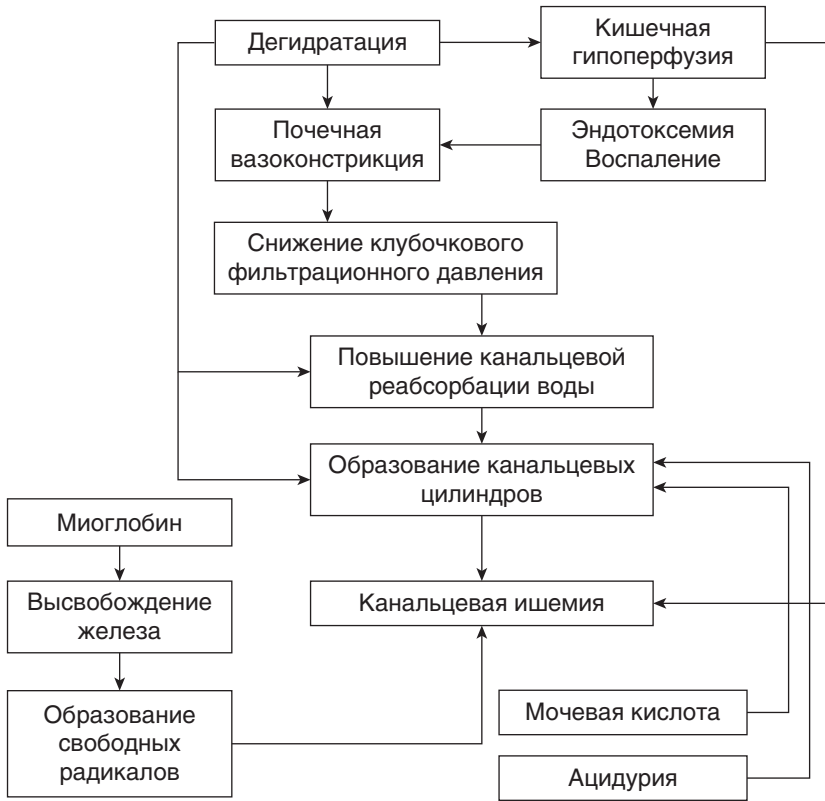 Дегидратация
Кишечная
гипоперфузия
Почечная
вазоконстрикция
Эндотоксемия
Воспаление
Снижение клубочкового
фильтрационного давления
Повышение канальцевой
реабсорбации воды
Образование канальцевых
цилиндров
Миоглобин
Высвобождение
железа
Канальцевая ишемия
Образование
свободных
радикалов
Мочевая кислота
Ацидурия